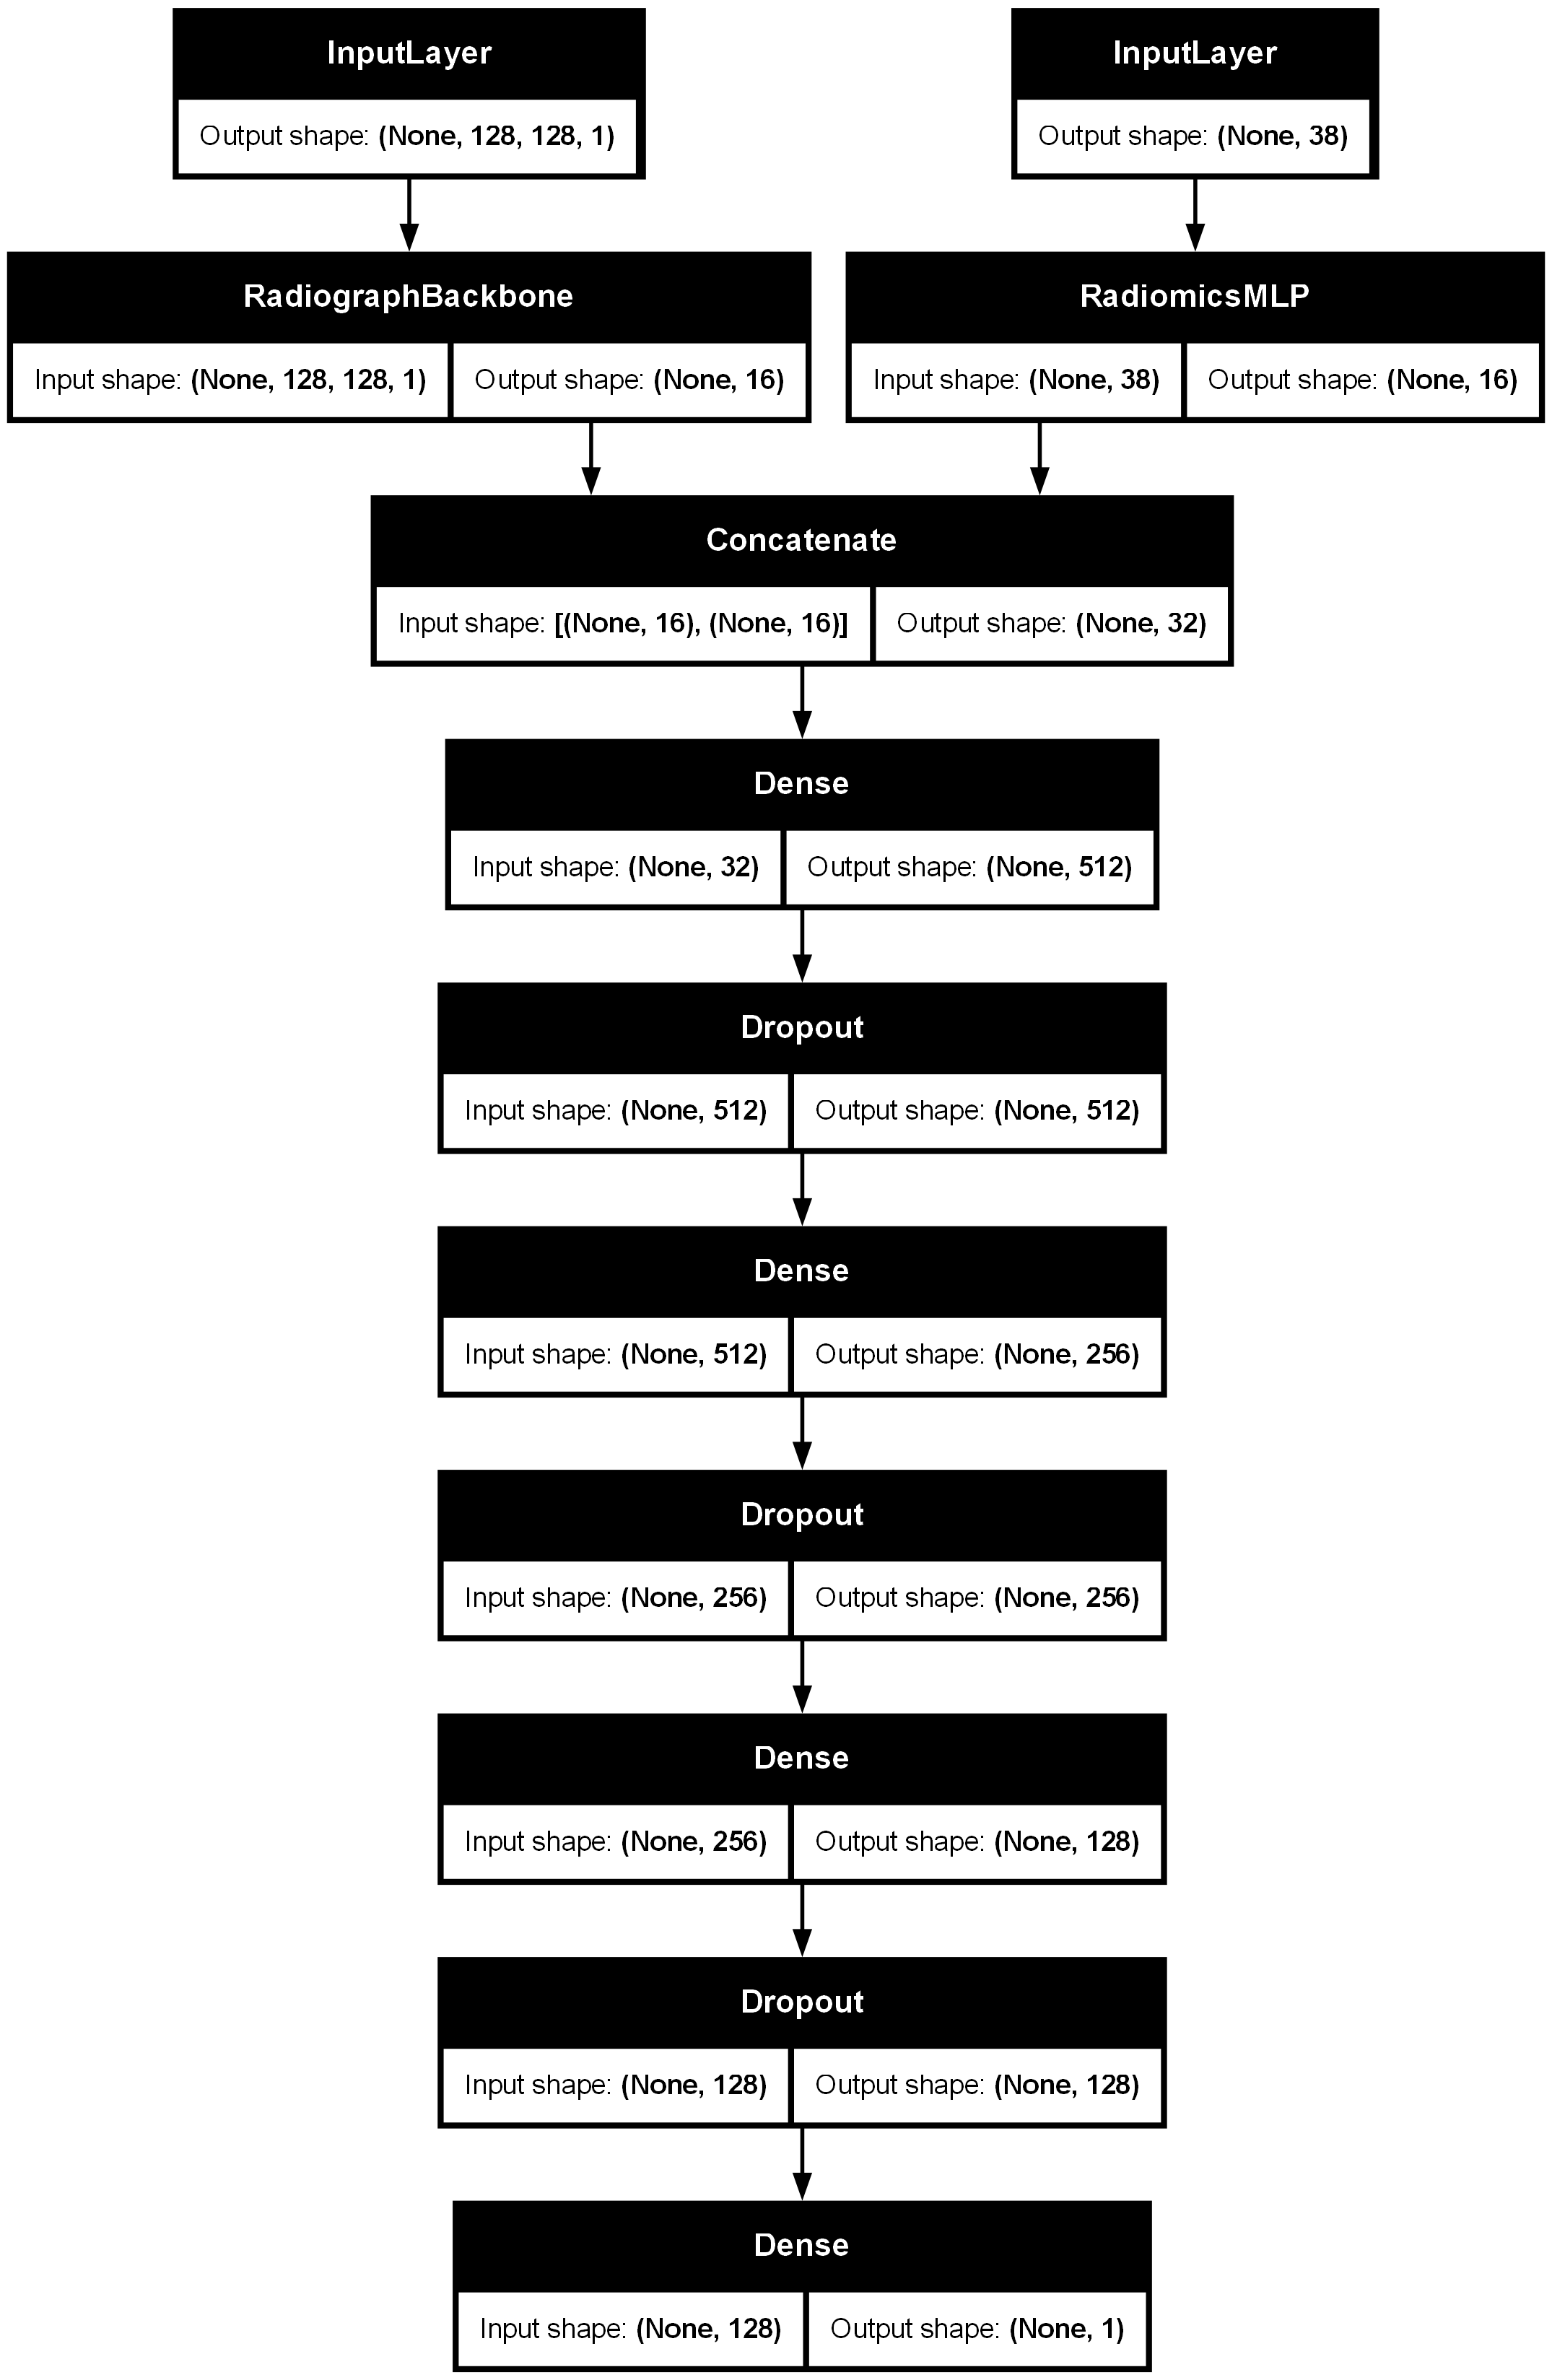 InputLayer
Output shape: (None, 128, 128, 1)
InputLayer
Output shape: (None, 38)
RadiographBackbone
Input shape: (None, 128, 128, 1) Output shape: (None, 16)
RadiomicsMLP
Input shape: (None, 38) Output shape: (None, 16)
Concatenate
Input shape: [(None, 16), (None, 16)] Output shape: (None, 32)
Dense
Input shape: (None, 32) Output shape: (None, 512)
Dropout
Input shape: (None, 512) Output shape: (None, 512)
Dense
Input shape: (None, 512) Output shape: (None, 256)
Dropout
Input shape: (None, 256) Output shape: (None, 256)
Dense
Input shape: (None, 256) Output shape: (None, 128)
Dropout
Input shape: (None, 128) Output shape: (None, 128)
Dense
Input shape: (None, 128) Output shape: (None, 1)